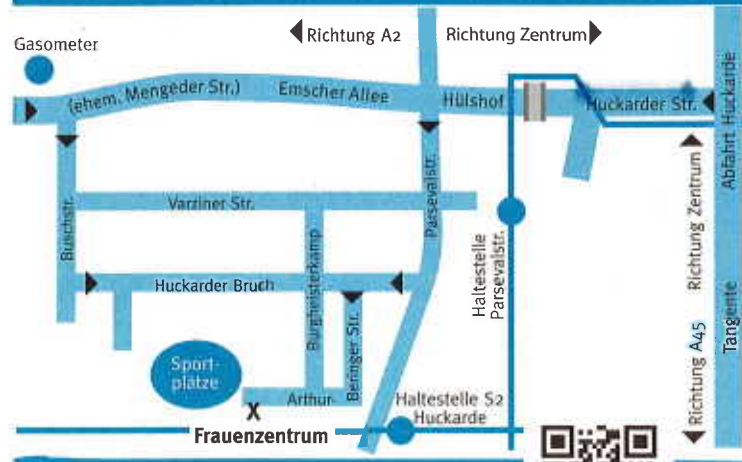 Richtung A2
Richtung Zentrum
Gasometer
(ehem. Mengeder Str.)
Emscher Allee
Hülshof
Huckarder Str.
Abfahrt Huckarde
Buschstr.
Varziner Str.
Parsevalstr.
Burgheisterkamp
Haltestelle
Parsevalstr.
Richtung Zentrum
Huckarder Bruch
Beringer Str.
Tangente
Richtung A45
Sport-
plätze
Arthur-
X
Haltestelle S2
Huckarde
Frauenzentrum